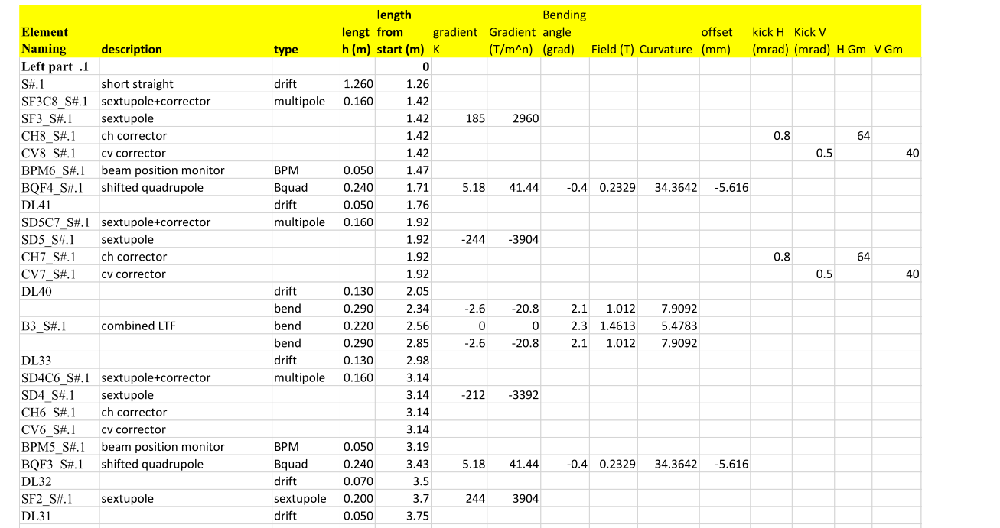 Element Naming description type lengt h (m) length from start (m) gradient K Gradient (T/m^n) Bending angle (grad) Field (T) Curvature offset (mm) kick H (mrad) Kick V (mrad) H Gm V Gm
Left part .1 0
S#.1 short straight drift 1.260 1.26
SF3C8_S#.1 sextupole+corrector multipole 0.160 1.42
SF3_S#.1 sextupole 1.42 185 2960
CH8_S#.1 ch corrector 1.42 0.8 64
CV8_S#.1 cv corrector 1.42 0.5 40
BPM6_S#.1 beam position monitor BPM 0.050 1.47
BQF4_S#.1 shifted quadrupole Bquad 0.240 1.71 5.18 41.44 -0.4 0.2329 34.3642 -5.616
DL41 drift 0.050 1.76
SD5C7_S#.1 sextupole+corrector multipole 0.160 1.92
SD5_S#.1 sextupole 1.92 -244 -3904
CH7_S#.1 ch corrector 1.92 0.8 64
CV7_S#.1 cv corrector 1.92 0.5 40
DL40 drift 0.130 2.05
bend 0.290 2.34 -2.6 -20.8 2.1 1.012 7.9092
B3_S#.1 combined LTF bend 0.220 2.56 0 0 2.3 1.4613 5.4783
bend 0.290 2.85 -2.6 -20.8 2.1 1.012 7.9092
DL33 drift 0.130 2.98
SD4C6_S#.1 sextupole+corrector multipole 0.160 3.14
SD4_S#.1 sextupole 3.14 -212 -3392
CH6_S#.1 ch corrector 3.14
CV6_S#.1 cv corrector 3.14
BPM5_S#.1 beam position monitor BPM 0.050 3.19
BQF3_S#.1 shifted quadrupole Bquad 0.240 3.43 5.18 41.44 -0.4 0.2329 34.3642 -5.616
DL32 drift 0.070 3.5
SF2_S#.1 sextupole sextupole 0.200 3.7 244 3904
DL31 drift 0.050 3.75